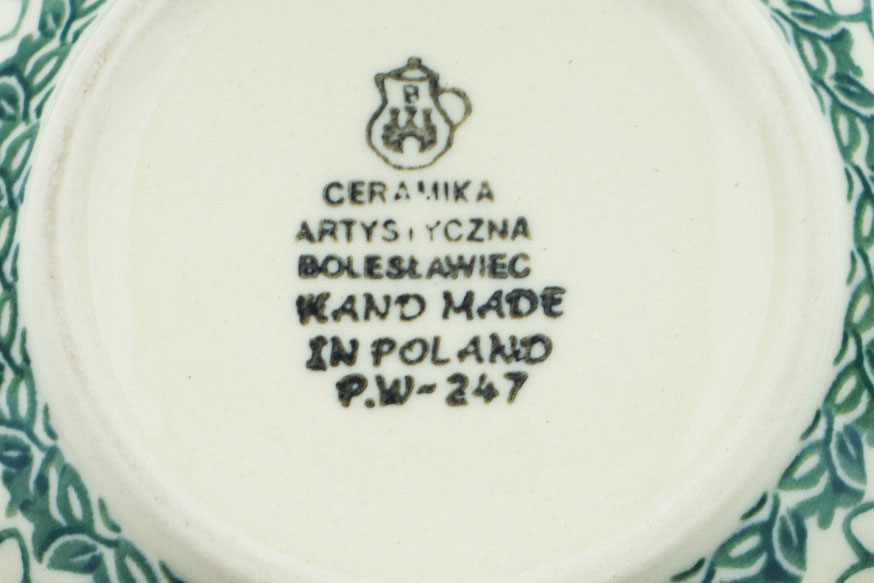 B
CERAMIKA
ARTYSTYCZNA
BOLESŁAWIEC
HAND MADE
IN POLAND
P.W-247